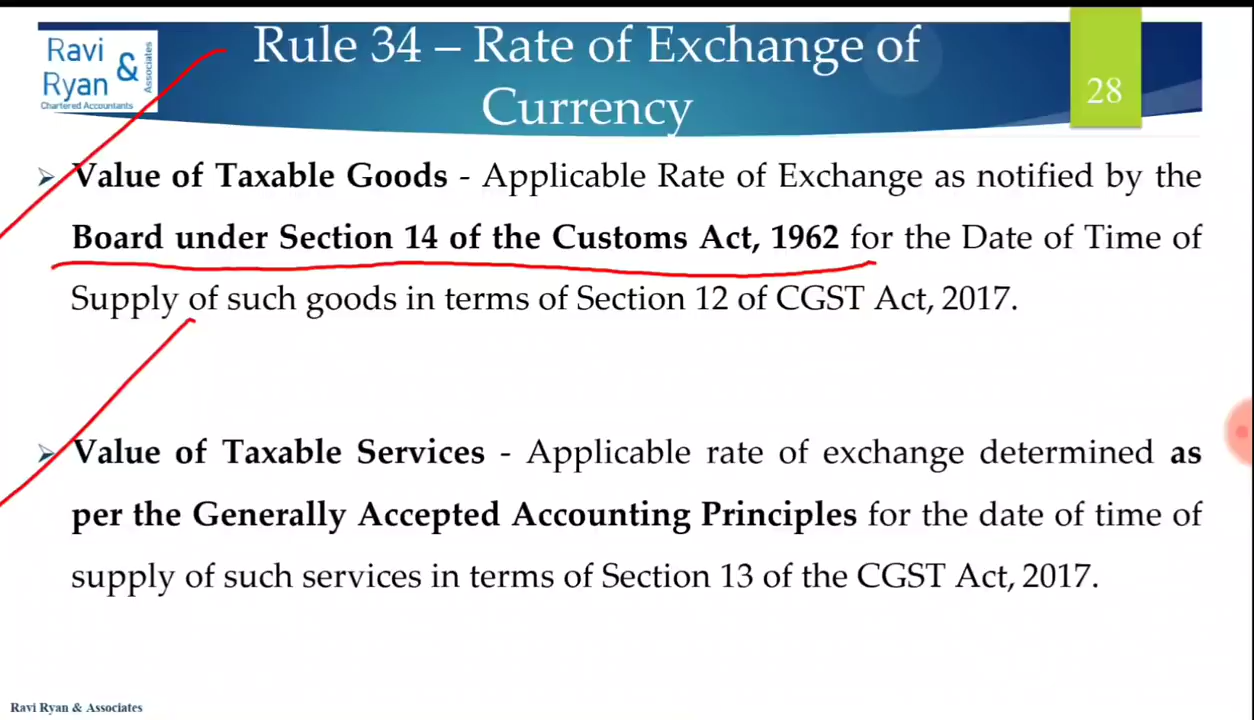 Ravi
Ryan
&
Associates
Chartered Accountants
Rule 34 – Rate of Exchange of
Currency
28
Value of Taxable Goods - Applicable Rate of Exchange as notified by the
Board under Section 14 of the Customs Act, 1962 for the Date of Time of
Supply of such goods in terms of Section 12 of CGST Act, 2017.
Value of Taxable Services - Applicable rate of exchange determined as
per the Generally Accepted Accounting Principles for the date of time of
supply of such services in terms of Section 13 of the CGST Act, 2017.
Ravi Ryan & Associates